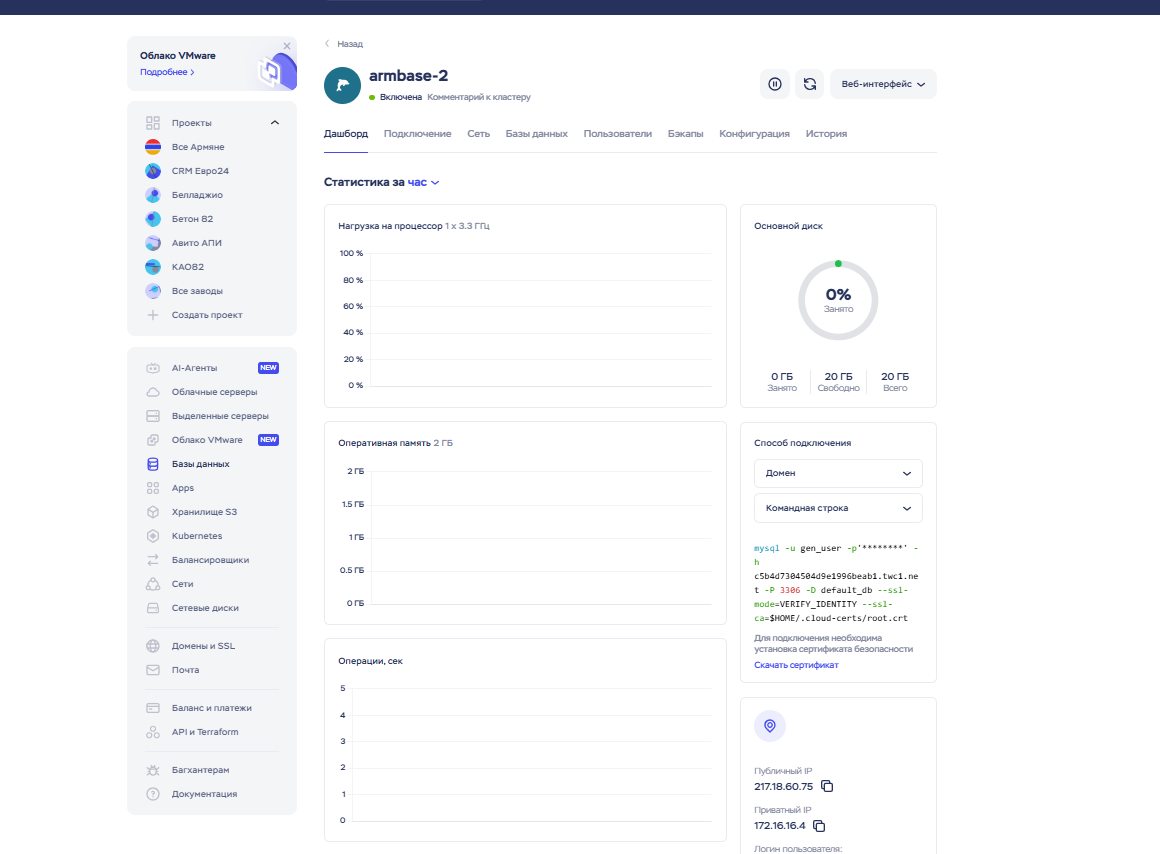 Облако VMware
Подробнее
Проекты
Все Армяне
CRM Евро24
Белладжио
Бетон 82
Авито АПИ
КАО82
Все заводы
Создать проект
AI-Агенты NEW
Облачные серверы
Выделенные серверы
Облако VMware NEW
Базы данных
Apps
Хранилище S3
Kubernetes
Балансировщики
Сети
Сетевые диски
Домены и SSL
Почта
Баланс и платежи
API и Terraform
Багхантерам
Документация
Назад
armbase-2
Включена Комментарий к кластеру
Веб-интерфейс
Дашборд Подключение Сеть Базы данных Пользователи Бэкапы Конфигурация История
Статистика за час
Нагрузка на процессор 1 x 3.3 ГГц
100 %
80 %
60 %
40 %
20 %
0 %
Оперативная память 2 ГБ
2 ГБ
1.5 ГБ
1 ГБ
0.5 ГБ
0 ГБ
Операции, сек
5
4
3
2
1
0
Основной диск
0%
Занято
0 ГБ 20 ГБ 20 ГБ
Занято Свободно Всего
Способ подключения
Домен
Командная строка
mysql -u gen_user -p'********' -
h
c5b4d7304504d9e1996beab1.twc1.ne
t -P 3306 -D default_db --ssl-
mode=VERIFY_IDENTITY --ssl-
ca=$HOME/.cloud-certs/root.crt
Для подключения необходима
установка сертификата безопасности
Скачать сертификат
Публичный IP
217.18.60.75
Приватный IP
172.16.16.4
Логин пользователя: